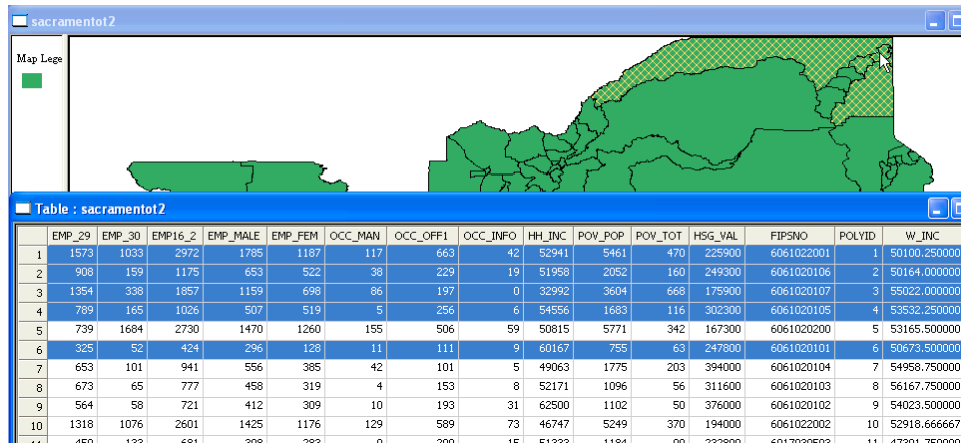 sacramentot2
Map Lege
Table : sacramentot2
EMP_29 EMP_30 EMP16_2 EMP_MALE EMP_FEM OCC_MAN OCC_OFF1 OCC_INFO HH_INC POV_POP POV_TOT HSG_VAL FIPSNO POLYID W_INC
1 1573 1033 2972 1785 1187 117 663 42 52941 5461 470 225900 6061022001 1 50100.250000
2 908 159 1175 653 522 38 229 19 51958 2052 160 249300 6061020106 2 50164.000000
3 1354 338 1857 1159 698 86 197 0 32992 3604 668 175900 6061020107 3 55022.000000
4 789 165 1026 507 519 5 256 6 54556 1683 116 302300 6061020105 4 53532.250000
5 739 1684 2730 1470 1260 155 506 59 50815 5771 342 167300 6061020200 5 53165.500000
6 325 52 424 296 128 11 111 9 60167 755 63 247800 6061020101 6 50673.500000
7 653 101 941 556 385 42 101 5 49063 1775 203 394000 6061020104 7 54958.750000
8 673 65 777 458 319 4 153 8 52171 1096 56 311600 6061020103 8 56167.750000
9 564 58 721 412 309 10 193 31 62500 1102 50 376000 6061020102 9 54023.500000
10 1318 1076 2601 1425 1176 129 589 73 46747 5249 370 194000 6061022002 10 52918.666667